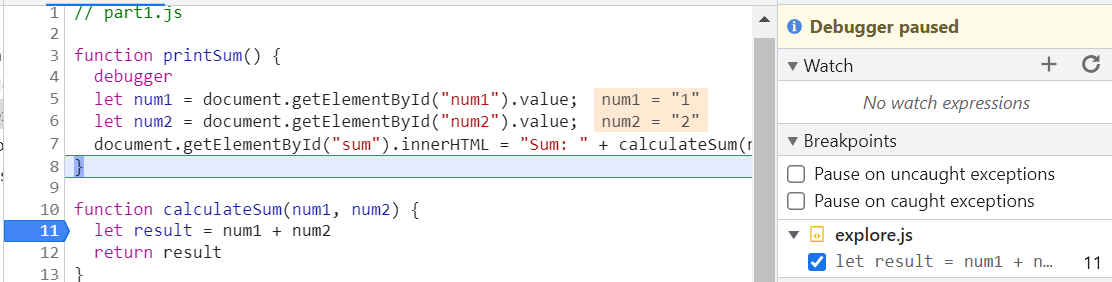 1 // part1.js
2
3 function printSum() {
4 debugger
5 let num1 = document.getElementById("num1").value; num1 = "1"
6 let num2 = document.getElementById("num2").value; num2 = "2"
7 document.getElementById("sum").innerHTML = "Sum: " + calculateSum(
8 }
9
10 function calculateSum(num1, num2) {
11 let result = num1 + num2
12 return result
13 }
Debugger paused
Watch
No watch expressions
Breakpoints
Pause on uncaught exceptions
Pause on caught exceptions
explore.js
let result = num1 + n… 11